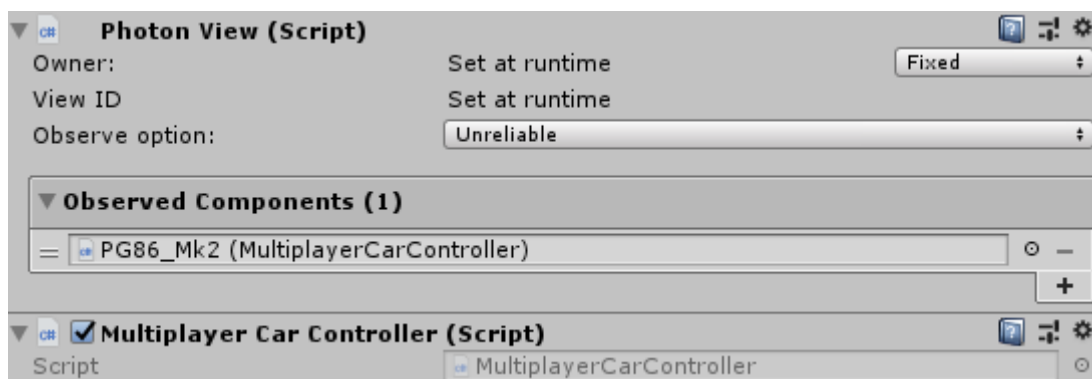 Photon View (Script)
Owner: Set at runtime Fixed
View ID Set at runtime
Observe option: Unreliable
Observed Components (1)
PG86_Mk2 (MultiplayerCarController)
Multiplayer Car Controller (Script)
Script MultiplayerCarController